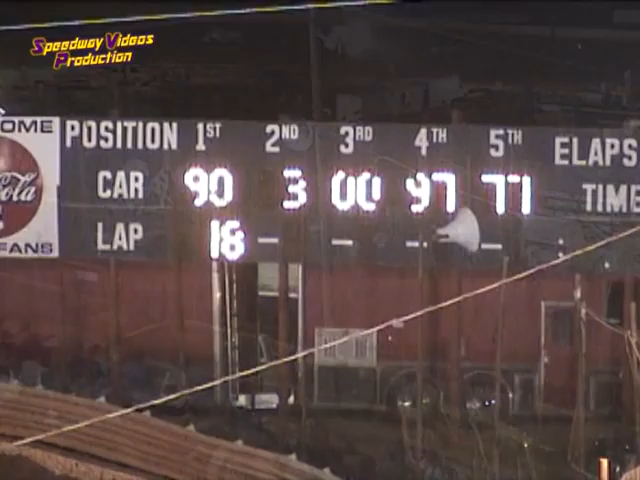 Speedway Videos
Production
OME
POSITION 1ST 2ND 3RD 4TH 5TH ELAPS
CAR 90 3 00 97 77 TIME
LAP 18
Cola
FANS